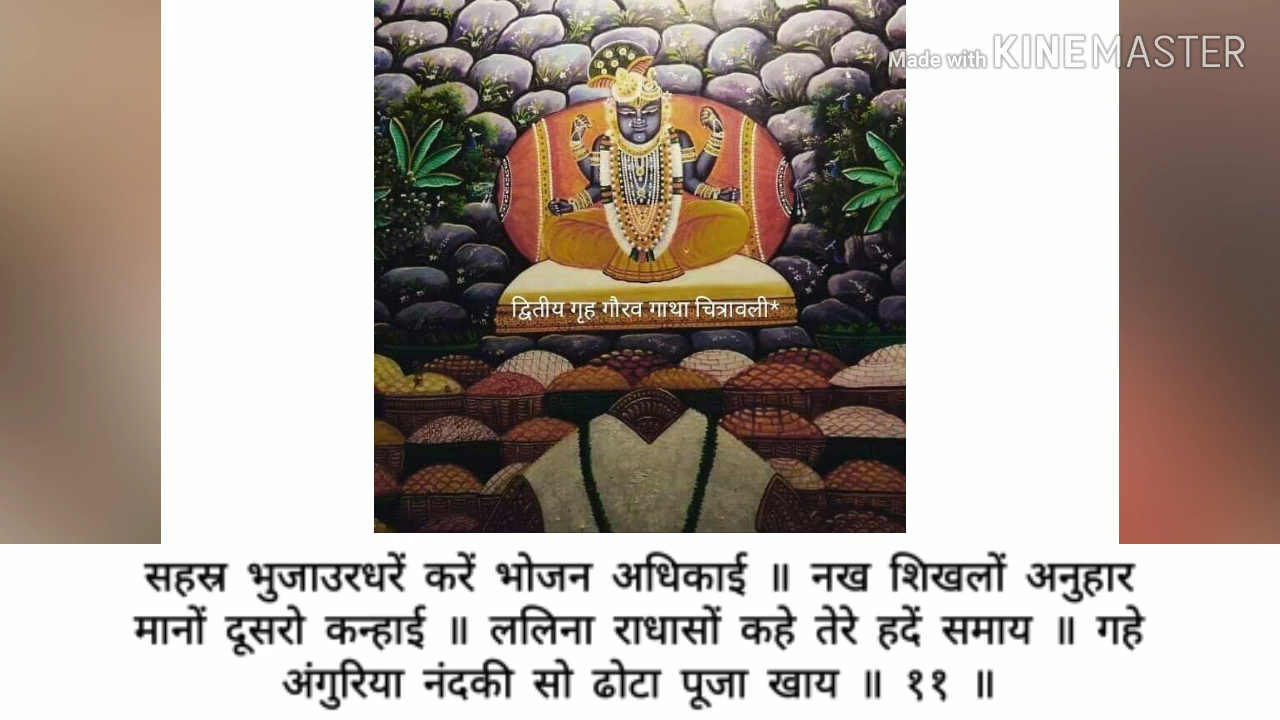 Made with KINEMASTER
द्वितीय गृह गौरव गाथा चित्रावली*
सहस्र भुजाउरधरें करें भोजन अधिकाई ॥ नख शिखलों अनुहार
मानों दूसरो कन्हाई ॥ ललिना राधासों कहे तेरे हदें समाय ॥ गहे
अंगुरिया नंदकी सो ढोटा पूजा खाय ॥ ११ ॥